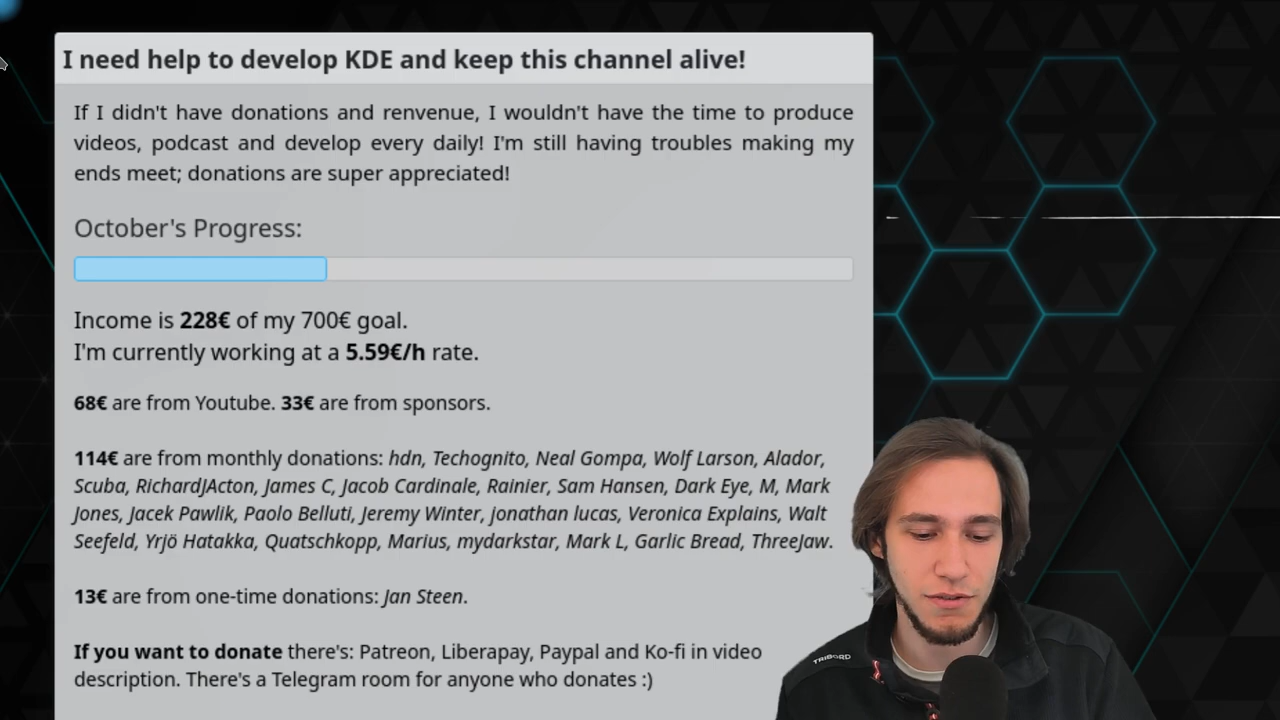 I need help to develop KDE and keep this channel alive!
If I didn't have donations and renvenue, I wouldn't have the time to produce
videos, podcast and develop every daily! I'm still having troubles making my
ends meet; donations are super appreciated!
October's Progress:
Income is 228€ of my 700€ goal.
I'm currently working at a 5.59€/h rate.
68€ are from Youtube. 33€ are from sponsors.
114€ are from monthly donations: hdn, Techognito, Neal Gompa, Wolf Larson, Alador,
Scuba, RichardJActon, James C, Jacob Cardinale, Rainier, Sam Hansen, Dark Eye, M, Mark
Jones, Jacek Pawlik, Paolo Belluti, Jeremy Winter, jonathan lucas, Veronica Explains, Walt
Seefeld, Yrjö Hatakka, Quatschkopp, Marius, mydarkstar, Mark L, Garlic Bread, ThreeJaw.
13€ are from one-time donations: Jan Steen.
If you want to donate there's: Patreon, Liberapay, Paypal and Ko-fi in video
description. There's a Telegram room for anyone who donates :)
TRIBORD